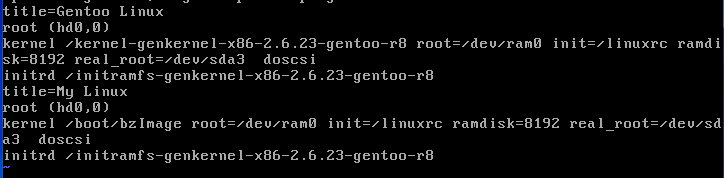 title=Gentoo Linux
root (hd0,0)
kernel /kernel-genkernel-x86-2.6.23-gentoo-r8 root=/dev/ram0 init=/linuxrc ramdi
sk=8192 real_root=/dev/sda3  doscsi
initrd /initramfs-genkernel-x86-2.6.23-gentoo-r8
title=My Linux
root (hd0,0)
kernel /boot/bzImage root=/dev/ram0 init=/linuxrc ramdisk=8192 real_root=/dev/sd
a3  doscsi
initrd /initramfs-genkernel-x86-2.6.23-gentoo-r8
~